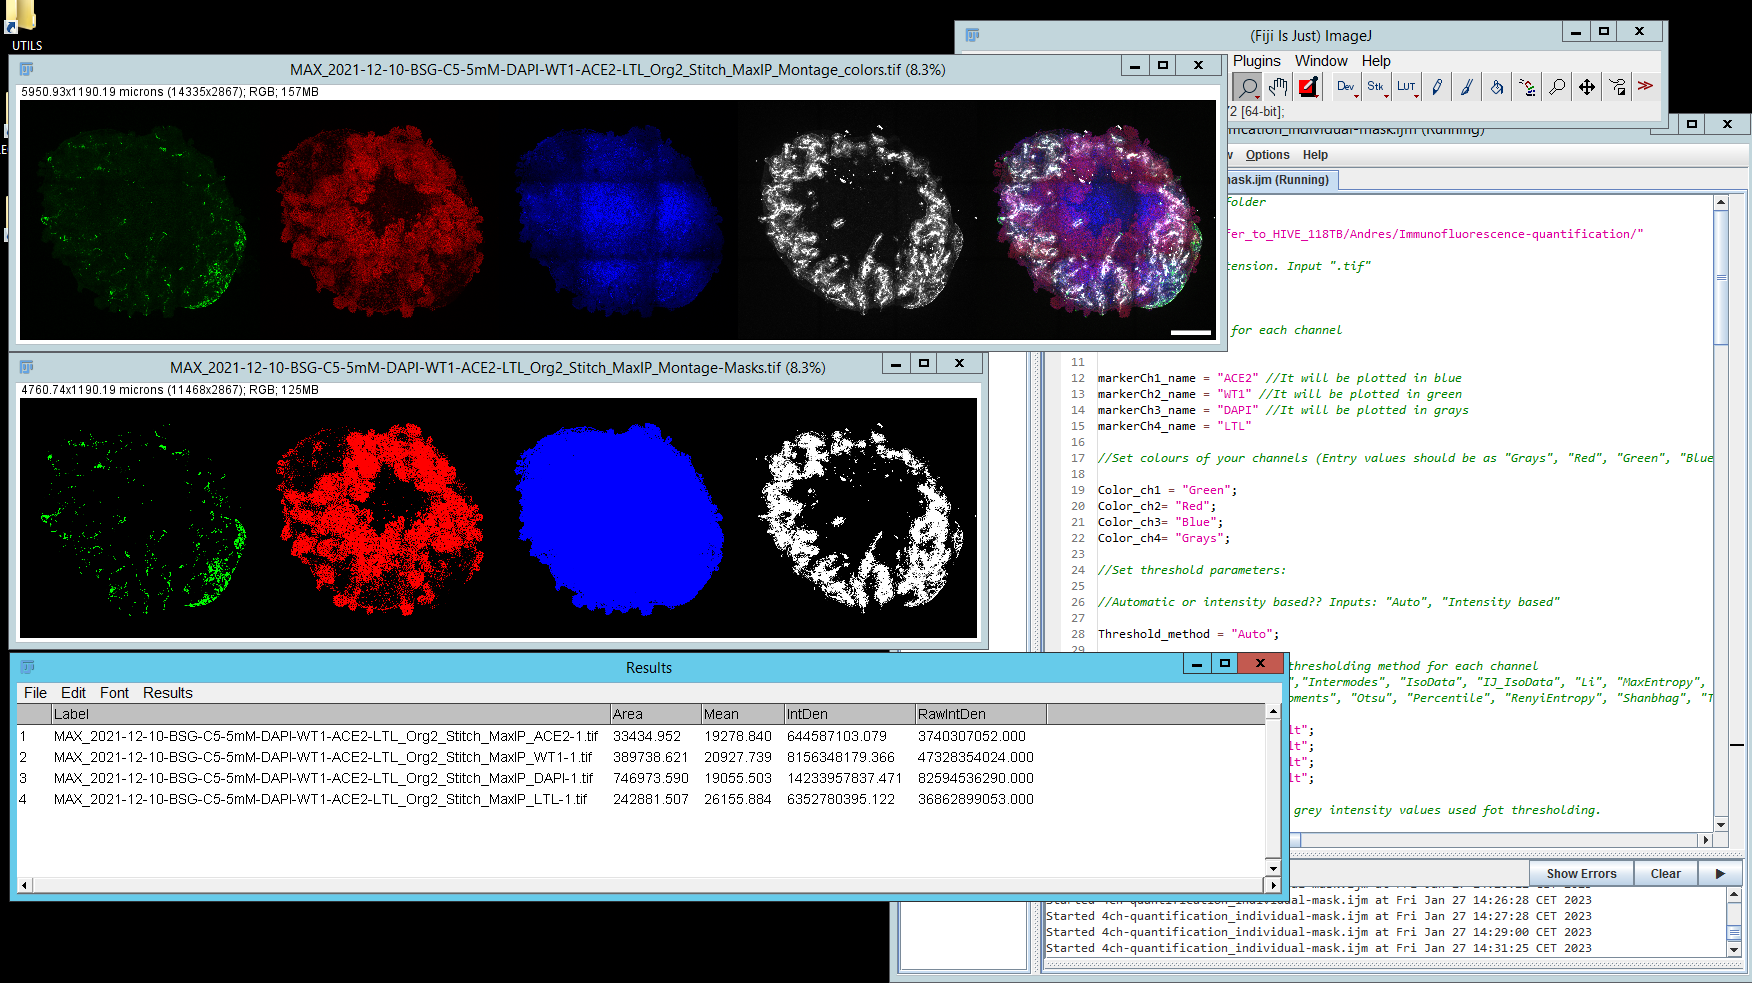 UTILS
(Fiji Is Just) ImageJ
Plugins Window Help
Dev Stk LUT
[64-bit];
MAX_2021-12-10-BSG-C5-5mM-DAPI-WT1-ACE2-LTL_Org2_Stitch_MaxIP_Montage_colors.tif (8.3%)
5950.93x1190.19 microns (14335x2867); RGB; 157MB
MAX_2021-12-10-BSG-C5-5mM-DAPI-WT1-ACE2-LTL_Org2_Stitch_MaxIP_Montage-Masks.tif (8.3%)
4760.74x1190.19 microns (11468x2867); RGB; 125MB
ification_individual-mask.ijm (Running)
Options Help
mask.ijm (Running)
folder
fer_to_HIVE_118TB/Andres/Immunofluorescence-quantification/"
tension. Input ".tif"
for each channel
11
12 markerCh1_name = "ACE2" //It will be plotted in blue
13 markerCh2_name = "WT1" //It will be plotted in green
14 markerCh3_name = "DAPI" //It will be plotted in grays
15 markerCh4_name = "LTL"
16
17 //Set colours of your channels (Entry values should be as "Grays", "Red", "Green", "Blue
18
19 Color_ch1 = "Green";
20 Color_ch2= "Red";
21 Color_ch3= "Blue";
22 Color_ch4= "Grays";
23
24 //Set threshold parameters:
25
26 //Automatic or intensity based?? Inputs: "Auto", "Intensity based"
27
28 Threshold_method = "Auto";
29
thresholding method for each channel
","Intermodes", "IsoData", "IJ_IsoData", "Li", "MaxEntropy",
oments", "Otsu", "Percentile", "RenyiEntropy", "Shanbhag", "T
lt";
lt";
lt";
lt";
grey intensity values used fot thresholding.
Results
File Edit Font Results
Label Area Mean IntDen RawIntDen
1 MAX_2021-12-10-BSG-C5-5mM-DAPI-WT1-ACE2-LTL_Org2_Stitch_MaxIP_ACE2-1.tif 33434.952 19278.840 644587103.079 3740307052.000
2 MAX_2021-12-10-BSG-C5-5mM-DAPI-WT1-ACE2-LTL_Org2_Stitch_MaxIP_WT1-1.tif 389738.621 20927.739 8156348179.366 47328354024.000
3 MAX_2021-12-10-BSG-C5-5mM-DAPI-WT1-ACE2-LTL_Org2_Stitch_MaxIP_DAPI-1.tif 746973.590 19055.503 14233957837.471 82594536290.000
4 MAX_2021-12-10-BSG-C5-5mM-DAPI-WT1-ACE2-LTL_Org2_Stitch_MaxIP_LTL-1.tif 242881.507 26155.884 6352780395.122 36862899053.000
Show Errors Clear
Started 4ch-quantification_individual-mask.ijm at Fri Jan 27 14:26:28 CET 2023
Started 4ch-quantification_individual-mask.ijm at Fri Jan 27 14:27:28 CET 2023
Started 4ch-quantification_individual-mask.ijm at Fri Jan 27 14:29:00 CET 2023
Started 4ch-quantification_individual-mask.ijm at Fri Jan 27 14:31:25 CET 2023